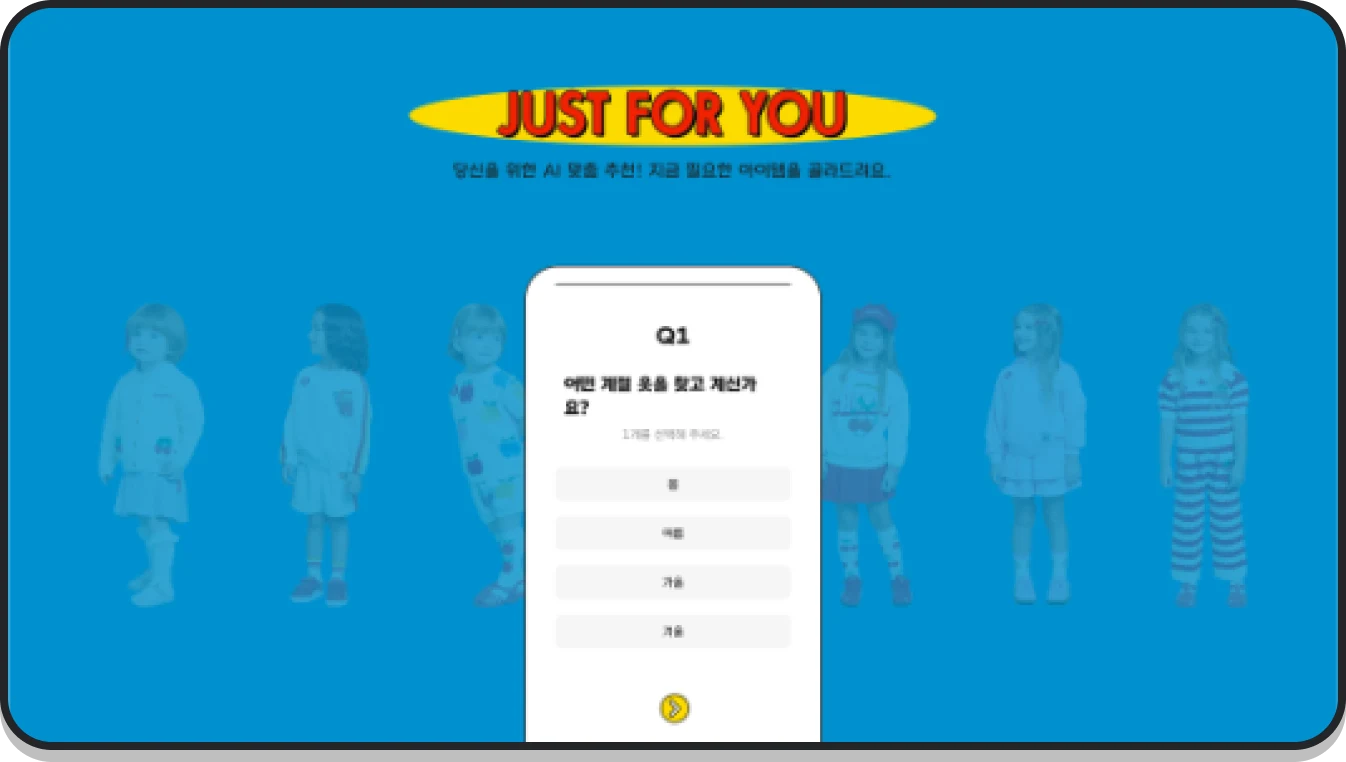 JUST FOR YOU
당신을 위한 AI 맞춤 추천! 지금 필요한 아이템을 골라드려요.
Q1
어떤 계절 옷을 찾고 계신가
요?
1개를 선택해 주세요.
봄
여름
가을
겨울